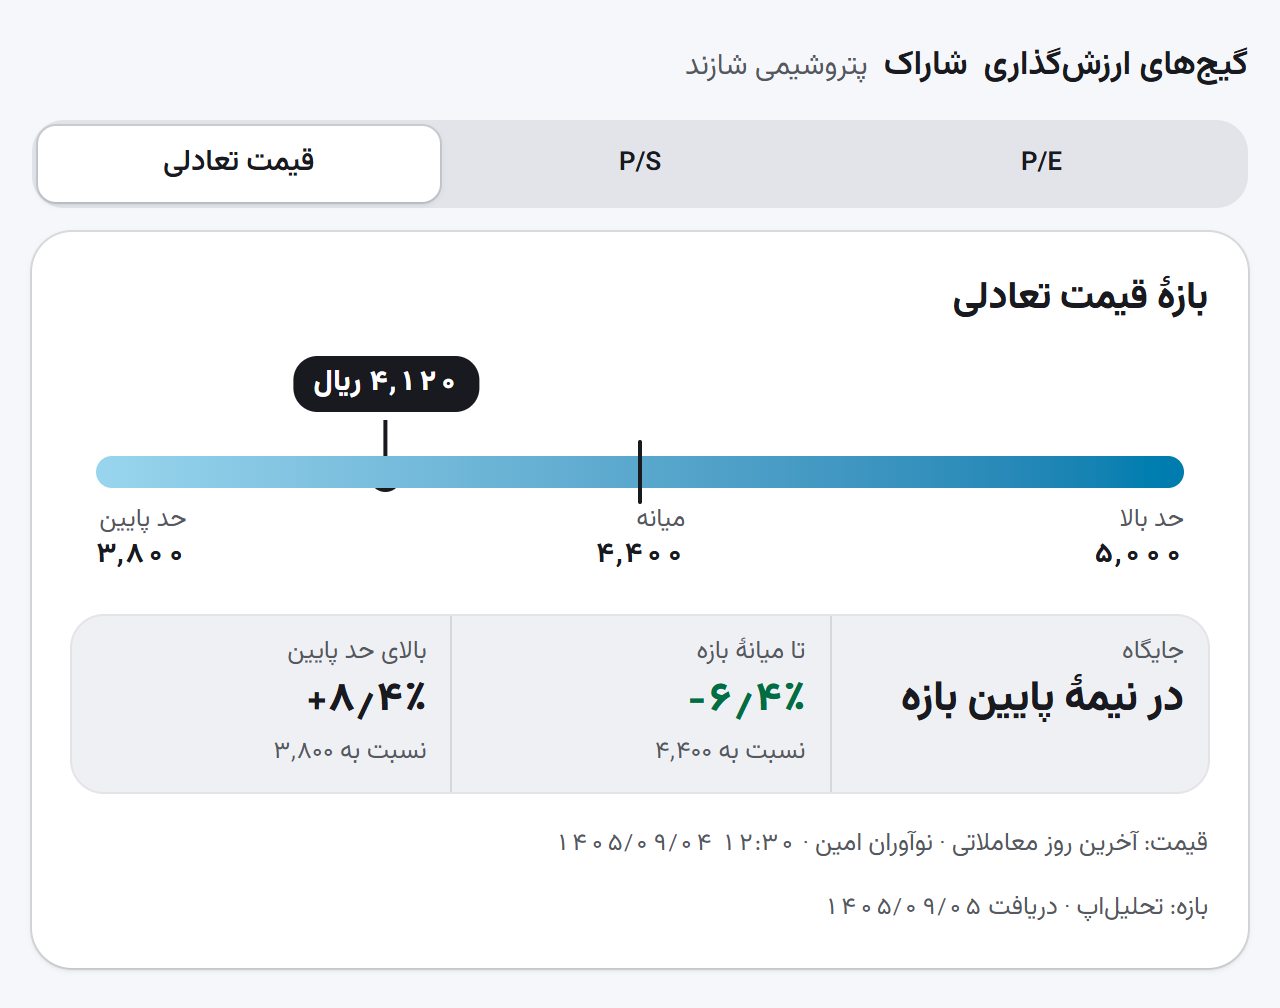 گیج‌های ارزش‌گذاری شاراک پتروشیمی شازند
P/E
P/S
قیمت تعادلی
بازهٔ قیمت تعادلی
۴,۱۲۰ ریال
حد بالا
۵,۰۰۰
میانه
۴,۴۰۰
حد پایین
۳,۸۰۰
جایگاه
در نیمهٔ پایین بازه
تا میانهٔ بازه
-۶٫۴٪
نسبت به ۴,۴۰۰
بالای حد پایین
+۸٫۴٪
نسبت به ۳,۸۰۰
قیمت: آخرین روز معاملاتی · نوآوران امین · ۱۴۰۵/۰۹/۰۴ ۱۲:۳۰
بازه: تحلیل‌اپ · دریافت ۱۴۰۵/۰۹/۰۵